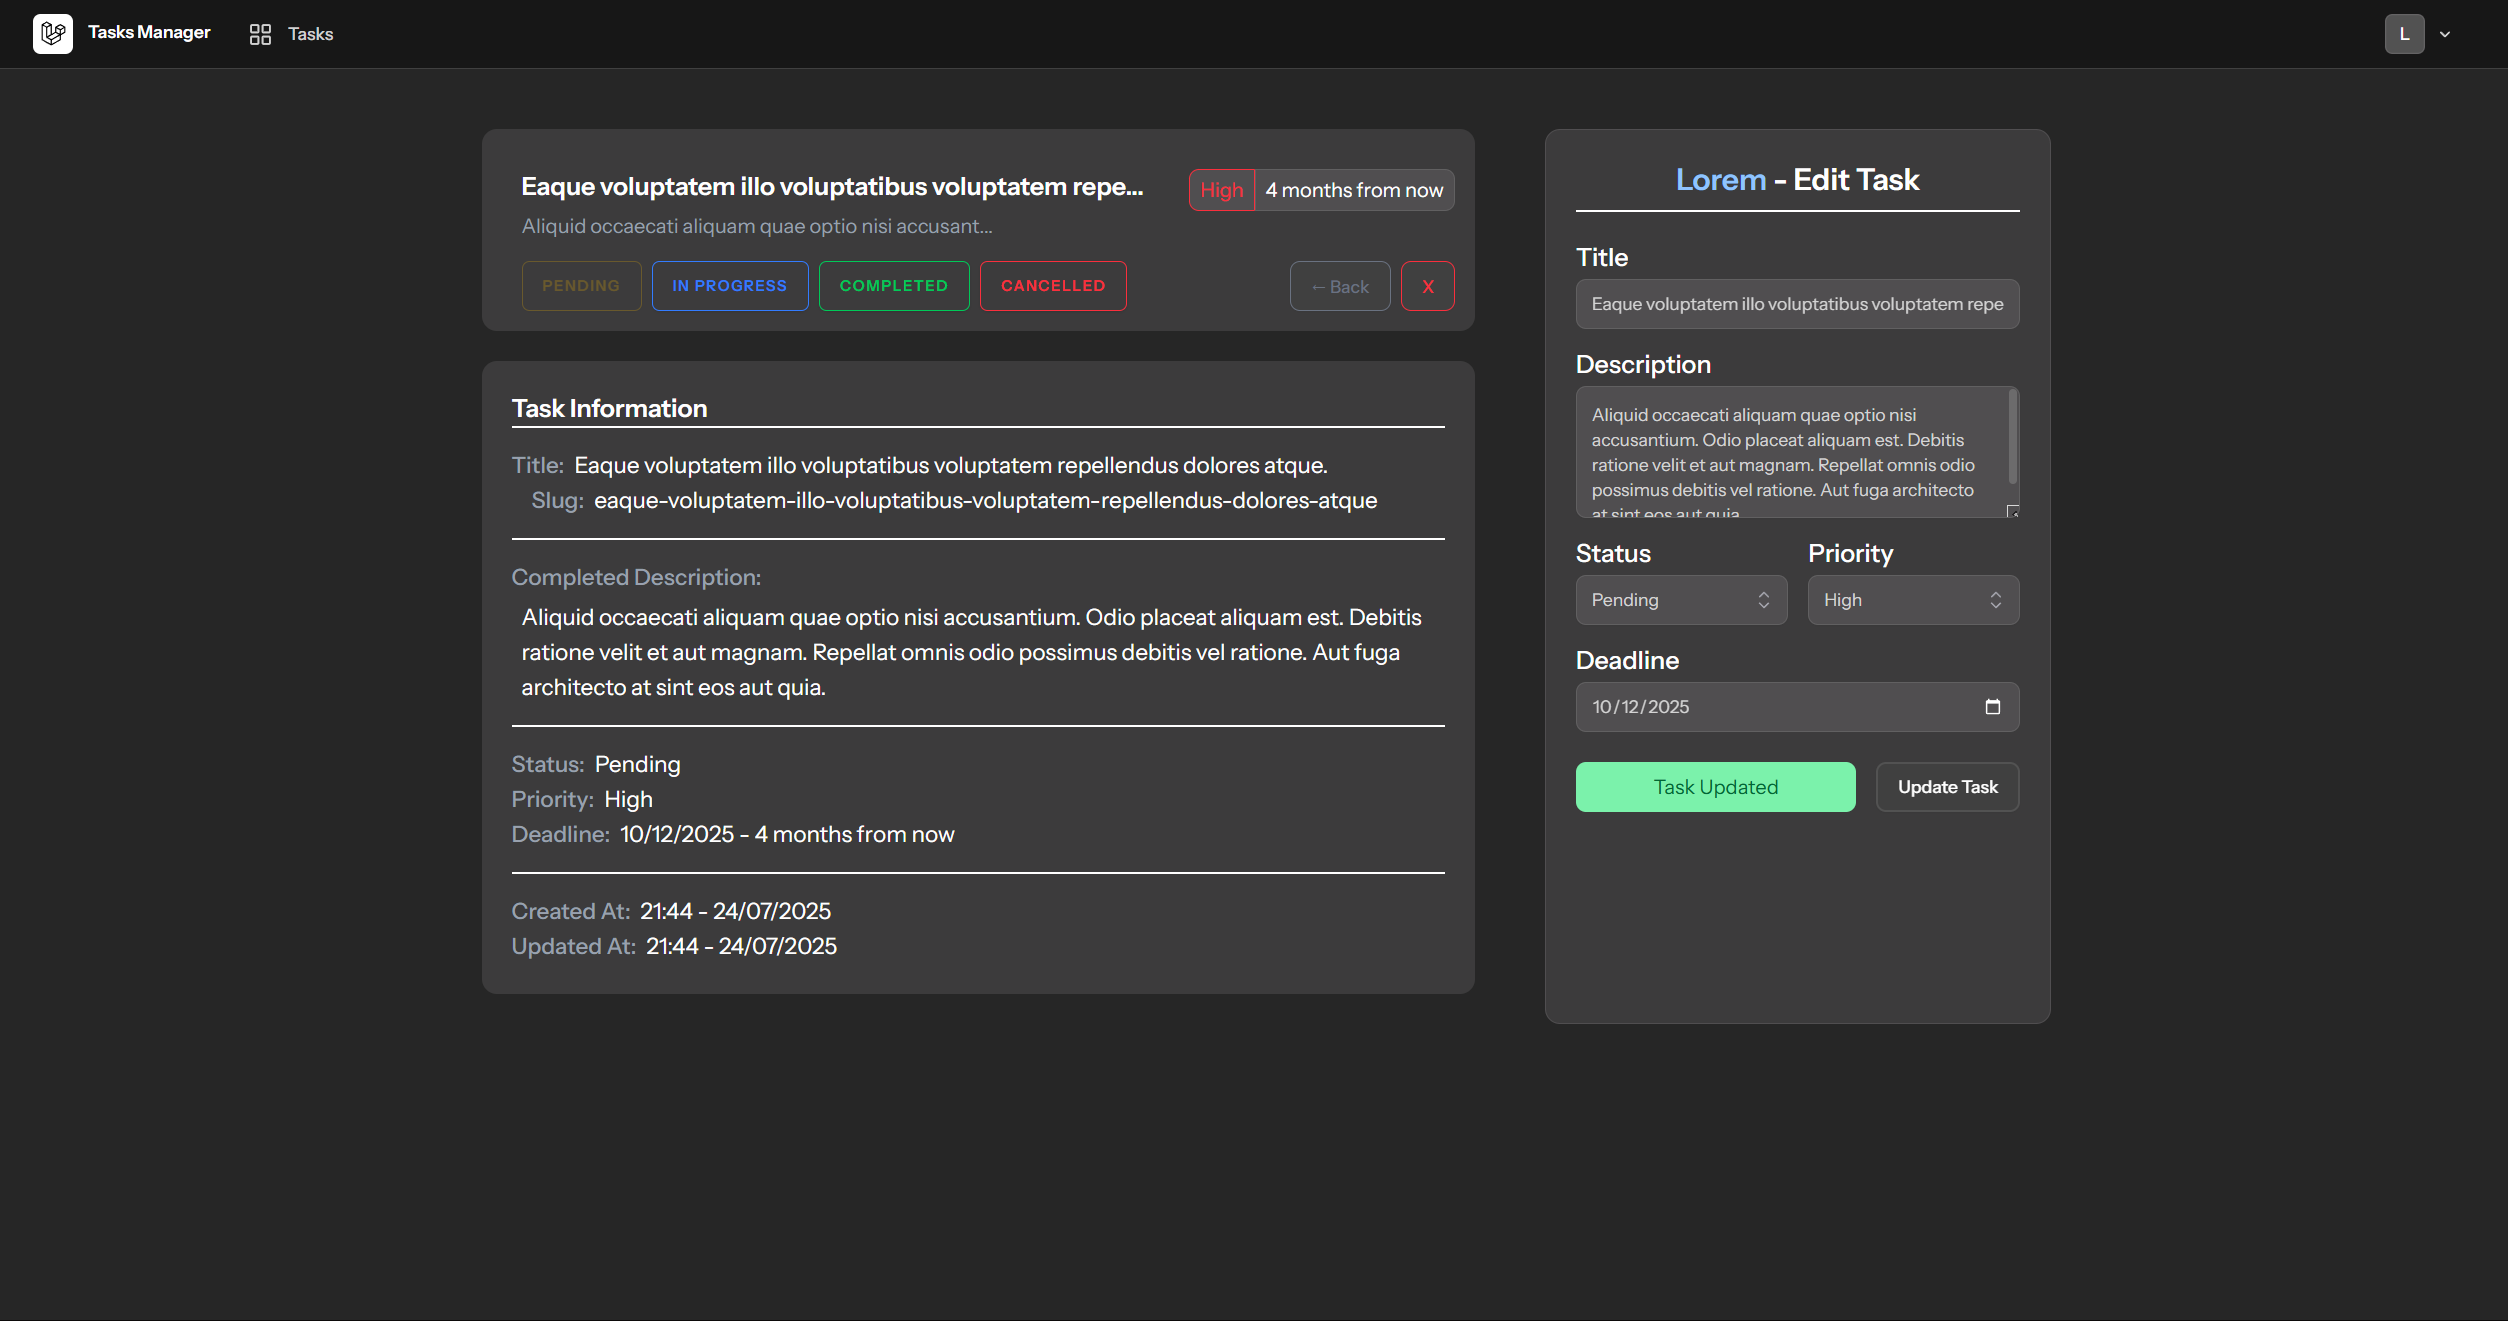 Tasks Manager
Tasks
L
Eaque voluptatem illo voluptatibus voluptatem repe...
High
4 months from now
Aliquid occaecati aliquam quae optio nisi accusant...
PENDING
IN PROGRESS
COMPLETED
CANCELLED
← Back
X
Task Information
Title: Eaque voluptatem illo voluptatibus voluptatem repellendus dolores atque.
Slug: eaque-voluptatem-illo-voluptatibus-voluptatem-repellendus-dolores-atque
Completed Description:
Aliquid occaecati aliquam quae optio nisi accusantium. Odio placeat aliquam est. Debitis
ratione velit et aut magnam. Repellat omnis odio possimus debitis vel ratione. Aut fuga
architecto at sint eos aut quia.
Status: Pending
Priority: High
Deadline: 10/12/2025 - 4 months from now
Created At: 21:44 - 24/07/2025
Updated At: 21:44 - 24/07/2025
Lorem - Edit Task
Title
Eaque voluptatem illo voluptatibus voluptatem repe
Description
Aliquid occaecati aliquam quae optio nisi
accusantium. Odio placeat aliquam est. Debitis
ratione velit et aut magnam. Repellat omnis odio
possimus debitis vel ratione. Aut fuga architecto
at sint eos aut quia.
Status
Priority
Pending
High
Deadline
10/12/2025
Task Updated
Update Task